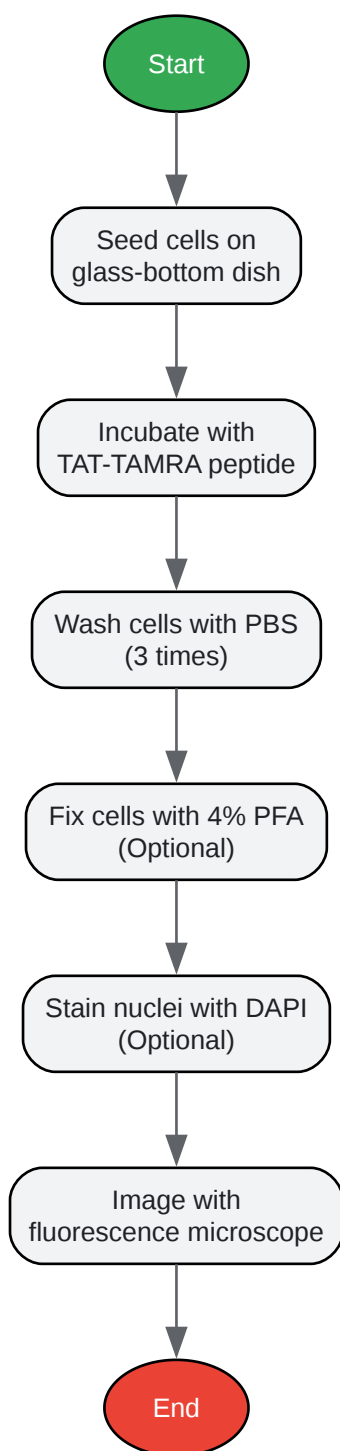 Start
Seed cells on
glass-bottom dish
Incubate with
TAT-TAMRA peptide
Wash cells with PBS
(3 times)
Fix cells with 4% PFA
(Optional)
Stain nuclei with DAPI
(Optional)
Image with
fluorescence microscope
End